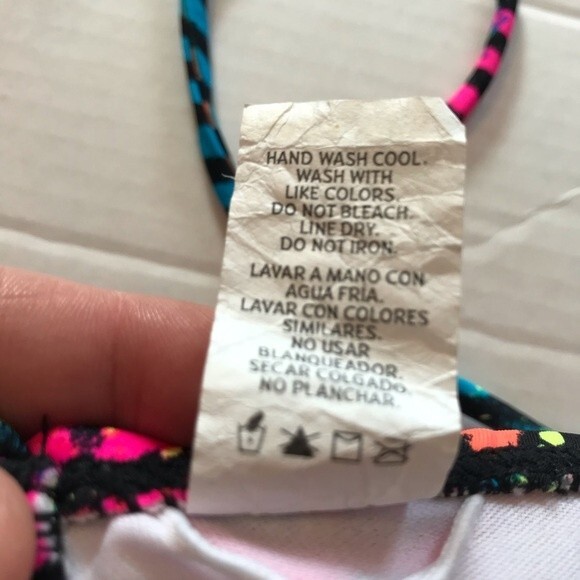 HAND WASH COOL.
WASH WITH
LIKE COLORS.
DO NOT BLEACH.
LINE DRY.
DO NOT IRON.
LAVAR A MANO CON
AGUA FRÍA.
LAVAR CON COLORES
SIMILARES.
NO USAR
BLANQUEADOR.
SECAR COLGADO.
NO PLANCHAR.